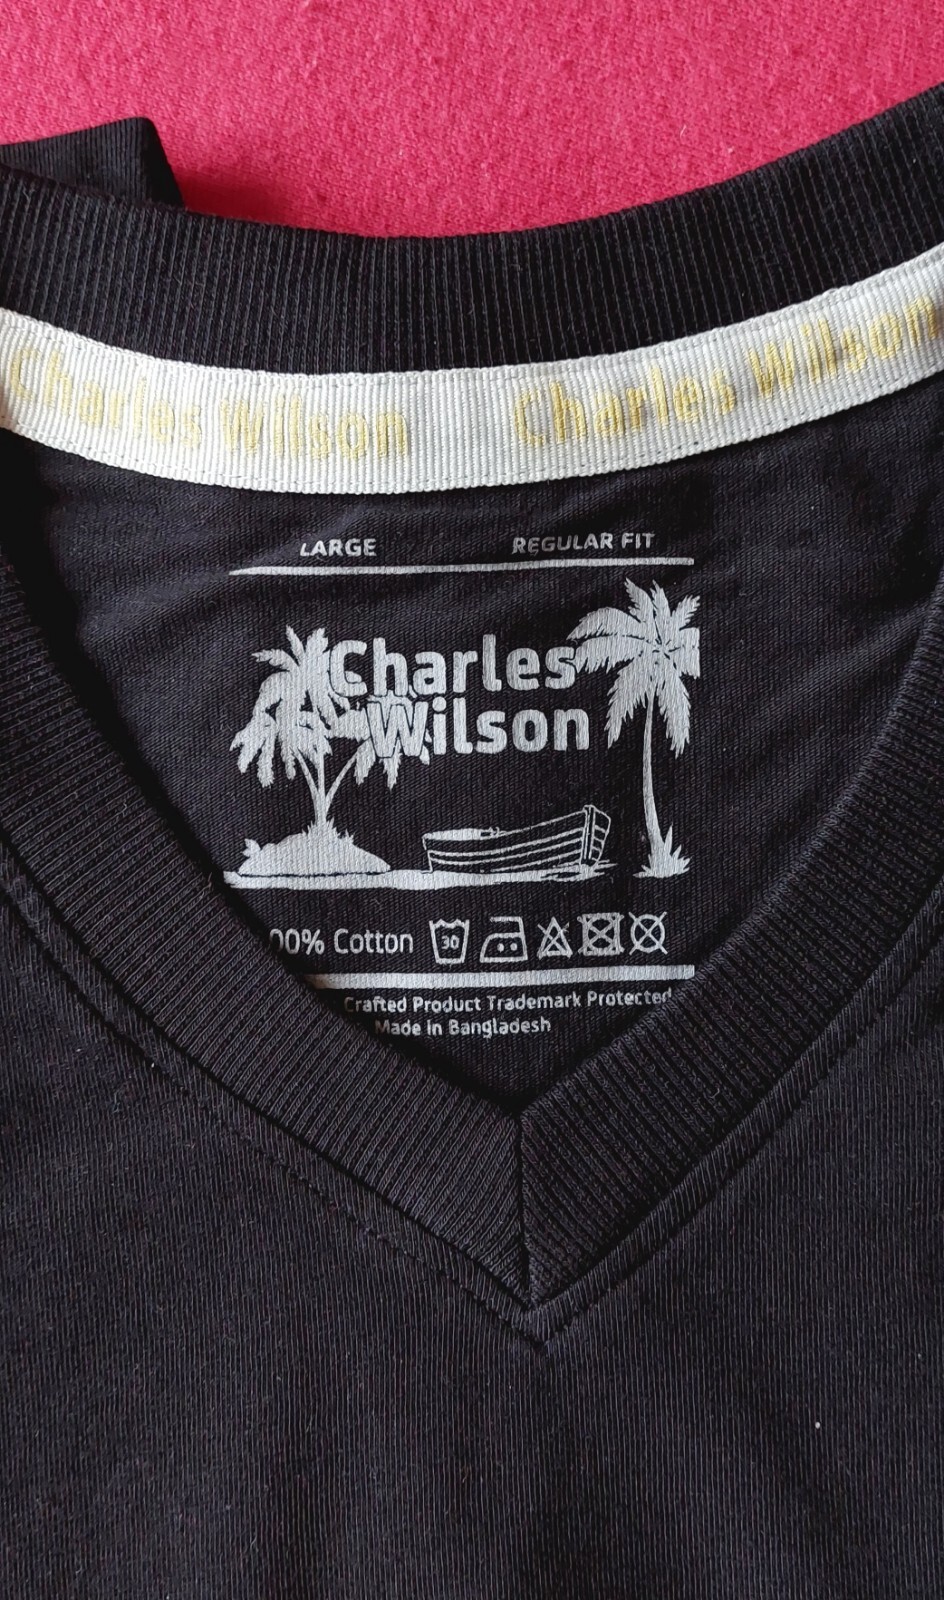 Charles Wilson Charles Wilson
LARGE REGULAR FIT
Charles
Wilson
00% Cotton 30
Crafted Product Trademark Protected
Made In Bangladesh